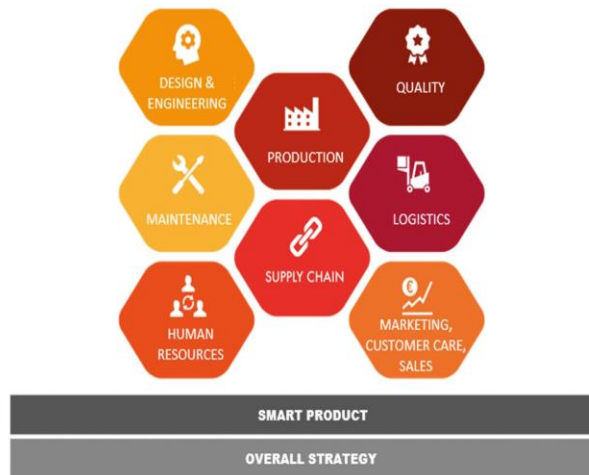 DESIGN &
ENGINEERING
QUALITY
PRODUCTION
MAINTENANCE
LOGISTICS
SUPPLY CHAIN
HUMAN
RESOURCES
MARKETING,
CUSTOMER CARE,
SALES
SMART PRODUCT
OVERALL STRATEGY